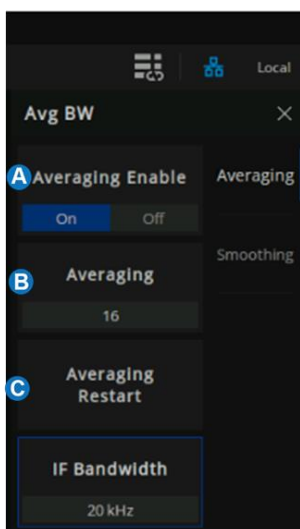 Local
Avg BW
A
Averaging Enable
On Off
Averaging
Smoothing
B
Averaging
16
C
Averaging
Restart
IF Bandwidth
20 kHz